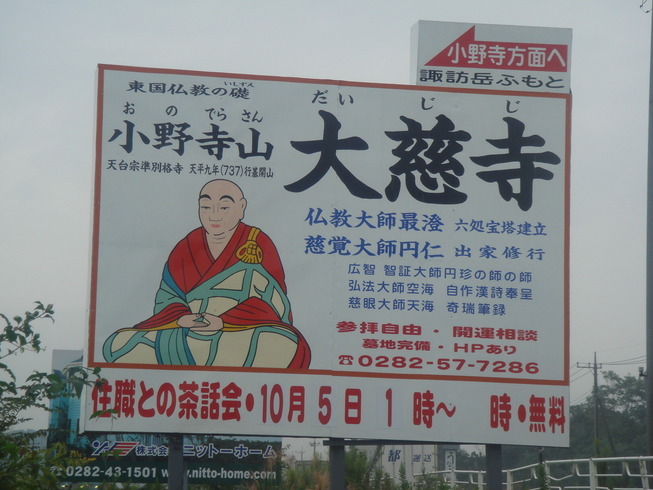 小野寺方面へ
諏訪岳ふもと
東国仏教の礎
いしずえ
おの でらさん
小野寺山
だい じ じ
大慈寺
天台宗準別格寺 天平九年(737)行基開山
仏教大師最澄 六処宝塔建立
慈覚大師円仁 出家修行
広智 智証大師円珍の師の師
弘法大師空海 自作漢詩奉呈
慈眼大師天海 奇瑞筆録
参拝自由・開運相談
墓地完備・HPあり
☎0282-57-7286
住職との茶話会・10月5日1時〜 時・無料
株式会社ニットーホーム
0282-43-1501 www.nitto-home.com